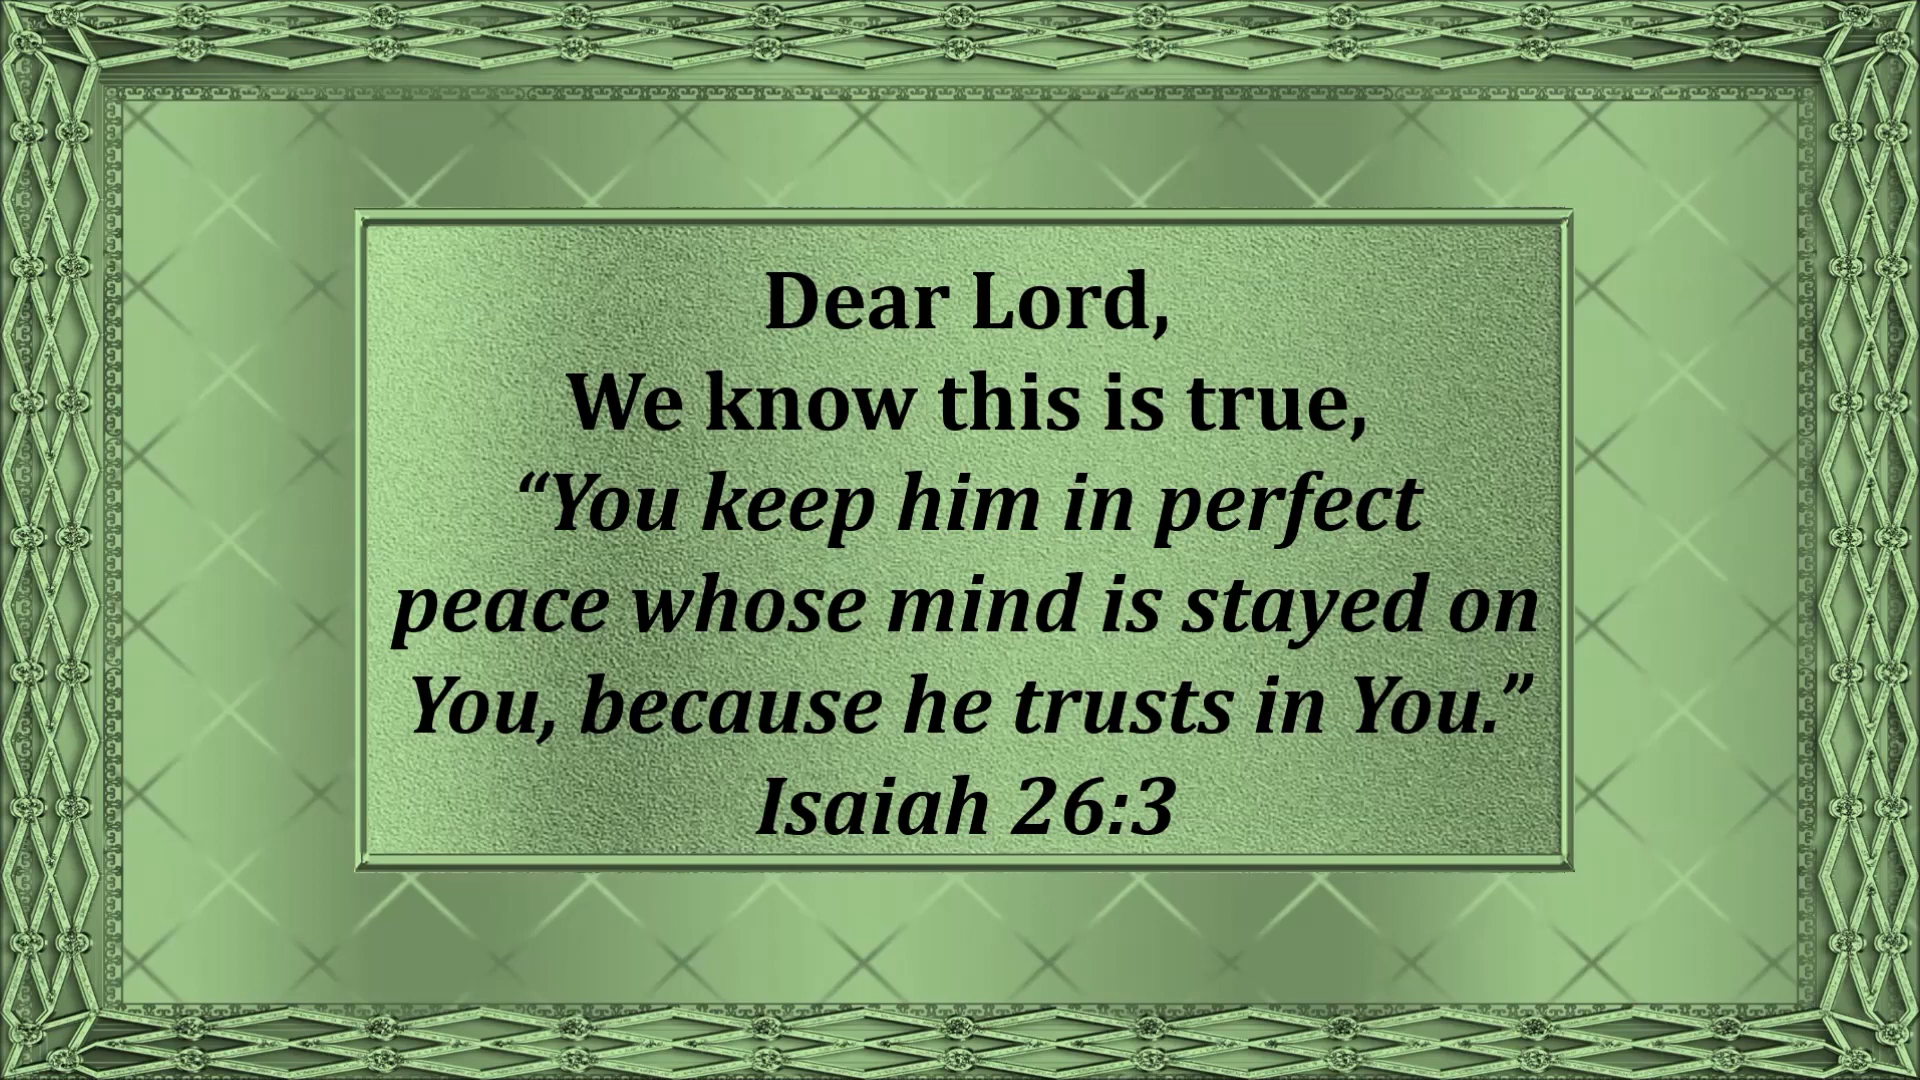 Dear Lord,
We know this is true,
“You keep him in perfect
peace whose mind is stayed on
You, because he trusts in You.”
Isaiah 26:3